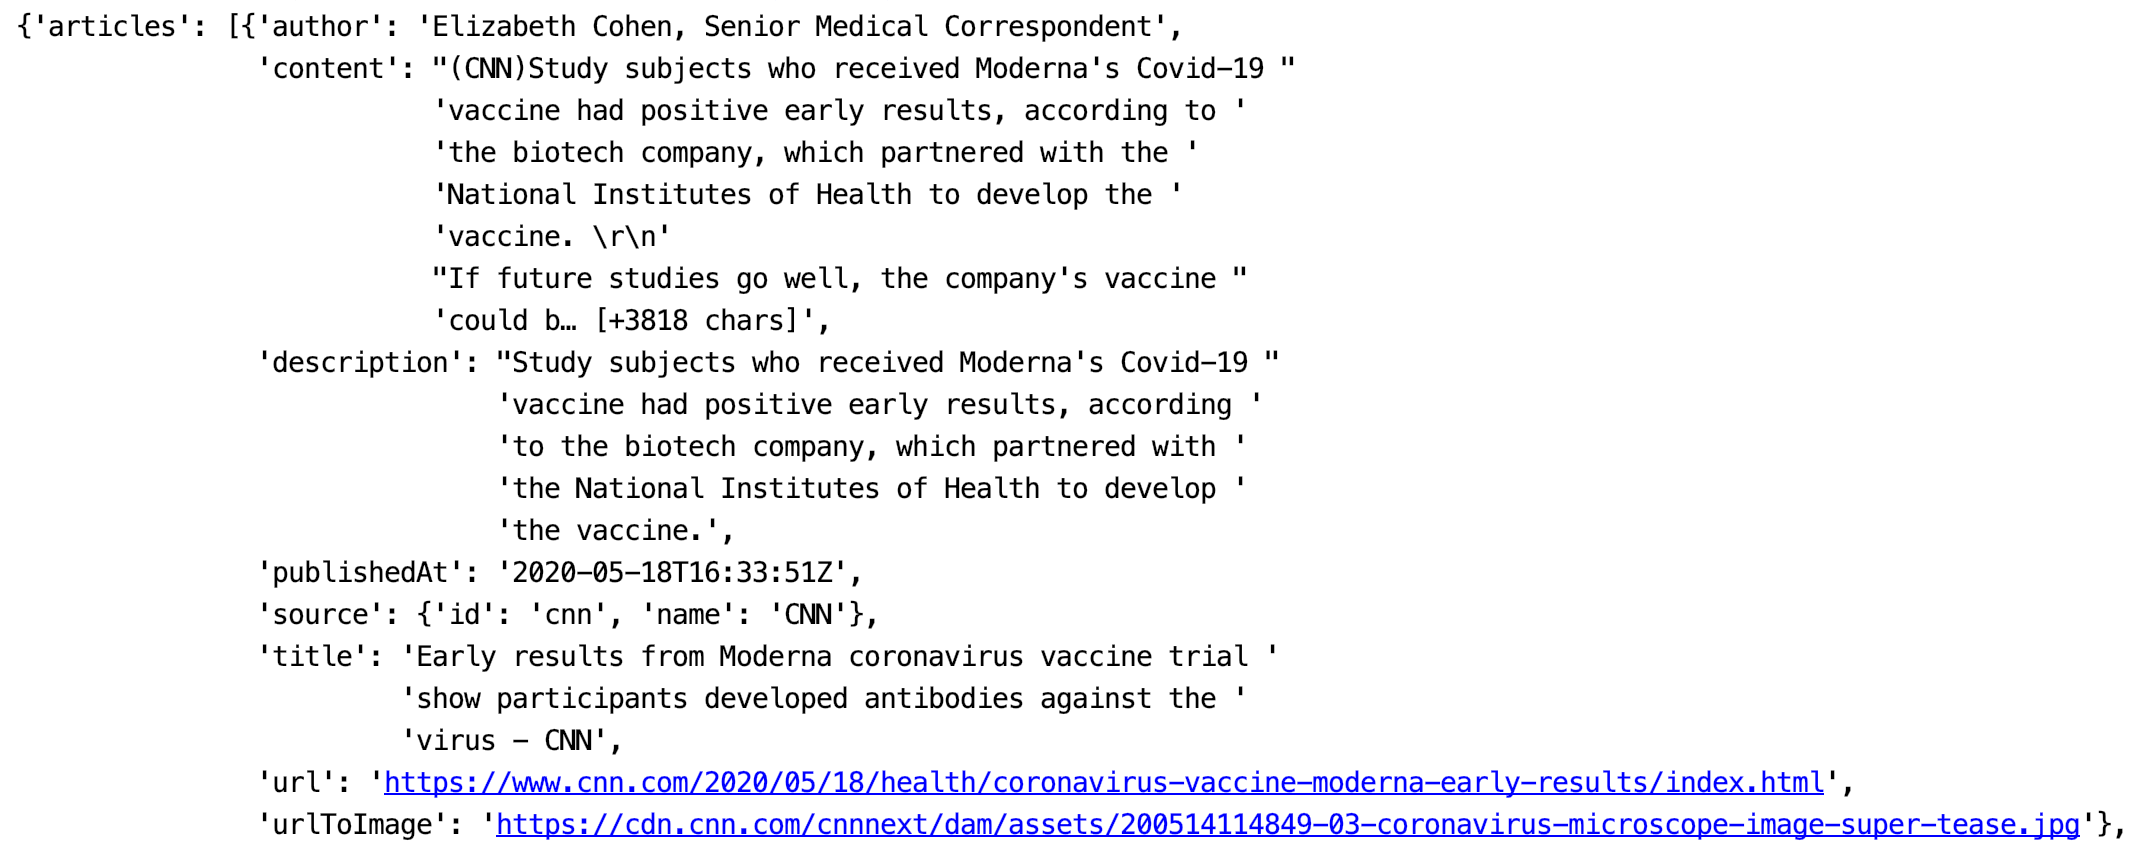 {'articles': [{'author': 'Elizabeth Cohen, Senior Medical Correspondent',
'content': "(CNN)Study subjects who received Moderna's Covid-19 "
'vaccine had positive early results, according to '
'the biotech company, which partnered with the '
'National Institutes of Health to develop the '
'vaccine. \r\n'
"If future studies go well, the company's vaccine "
'could b… [+3818 chars]',
'description': "Study subjects who received Moderna's Covid-19 "
'vaccine had positive early results, according '
'to the biotech company, which partnered with '
'the National Institutes of Health to develop '
'the vaccine.',
'publishedAt': '2020-05-18T16:33:51Z',
'source': {'id': 'cnn', 'name': 'CNN'},
'title': 'Early results from Moderna coronavirus vaccine trial '
'show participants developed antibodies against the '
'virus - CNN',
'url': 'https://www.cnn.com/2020/05/18/health/coronavirus-vaccine-moderna-early-results/index.html',
'urlToImage': 'https://cdn.cnn.com/cnnnext/dam/assets/200514114849-03-coronavirus-microscope-image-super-tease.jpg'},